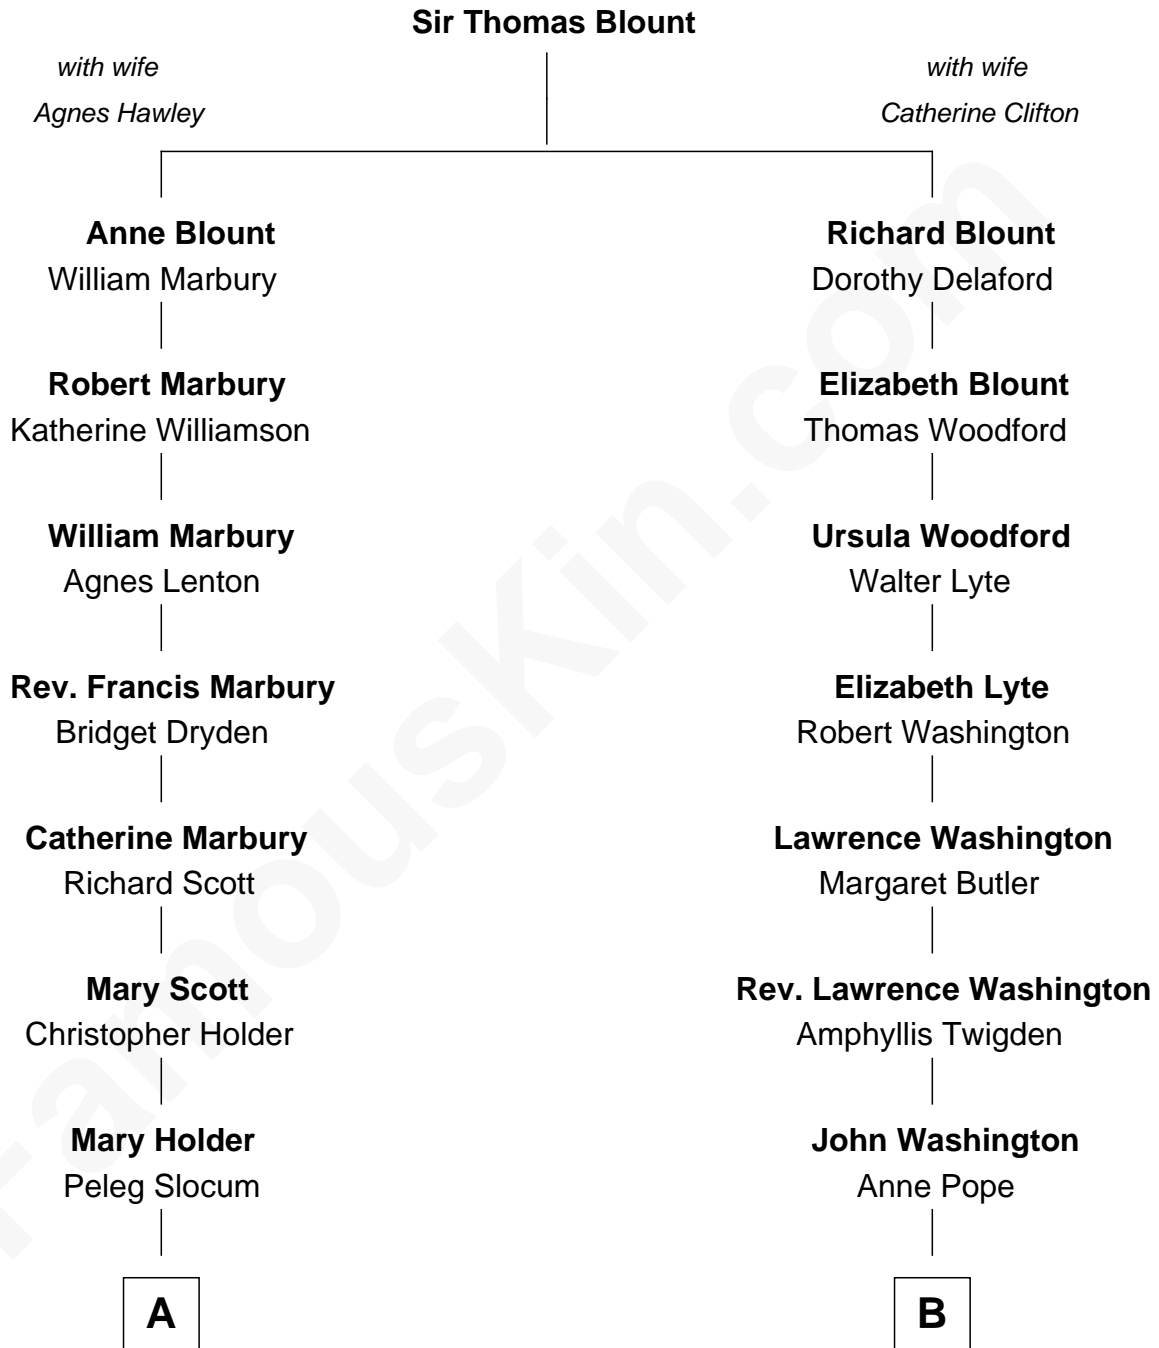 Sir Thomas Blount
with wife
Agnes Hawley
with wife
Catherine Clifton
Anne Blount
William Marbury
Richard Blount
Dorothy Delaford
Robert Marbury
Katherine Williamson
Elizabeth Blount
Thomas Woodford
William Marbury
Agnes Lenton
Ursula Woodford
Walter Lyte
Rev. Francis Marbury
Bridget Dryden
Elizabeth Lyte
Robert Washington
Catherine Marbury
Richard Scott
Lawrence Washington
Margaret Butler
Mary Scott
Christopher Holder
Rev. Lawrence Washington
Amphyllis Twigden
Mary Holder
Peleg Slocum
John Washington
Anne Pope
A
B
FamousKin.com